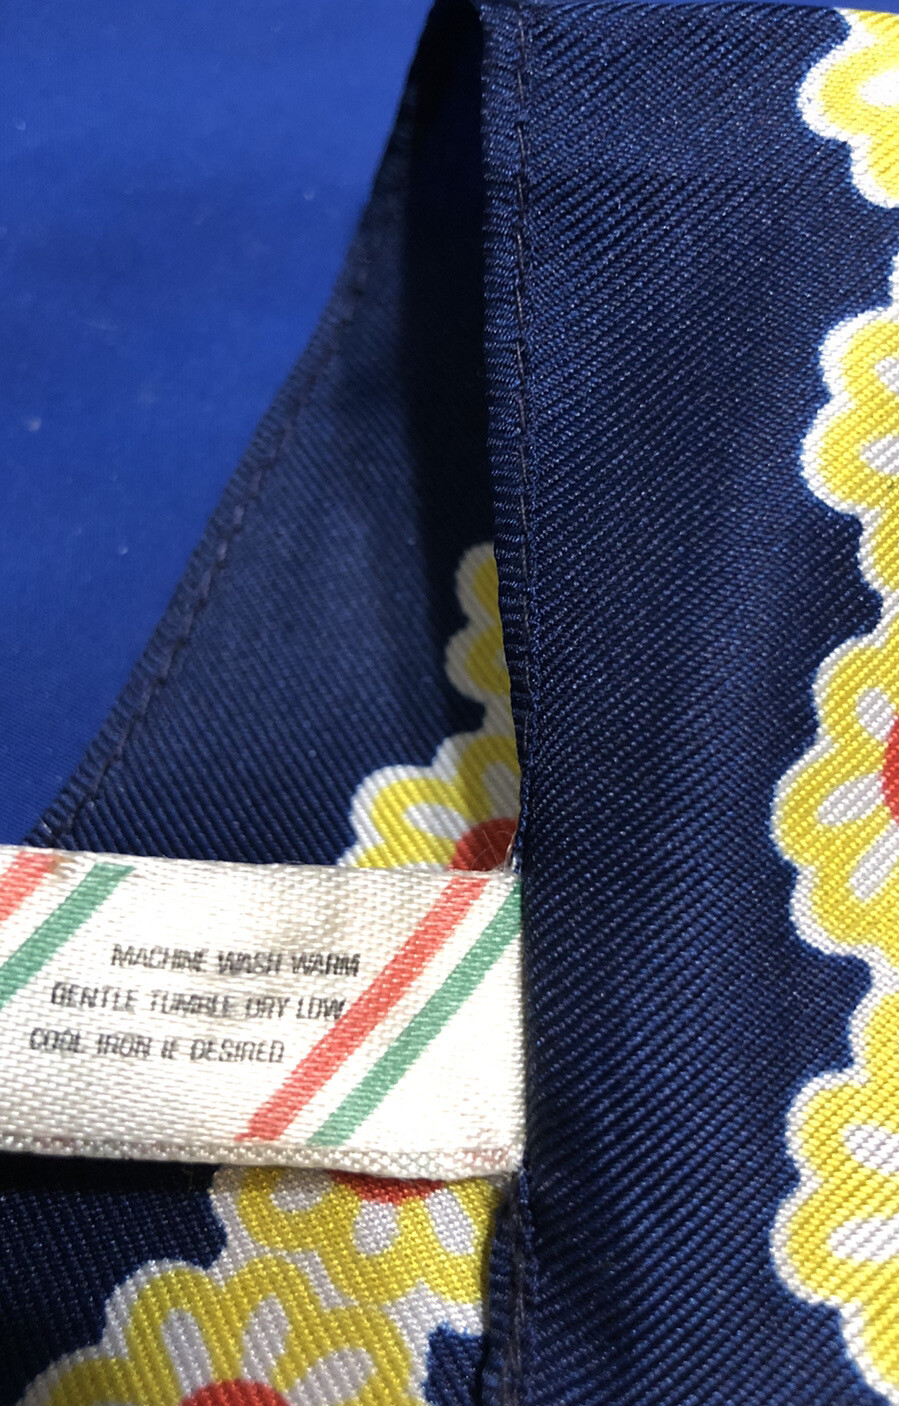 MACHINE WASH WARM
GENTLE TUMBLE DRY LOW
COOL IRON IF DESIRED